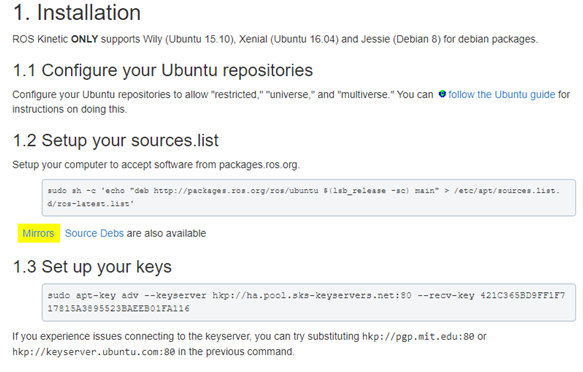 1. Installation
ROS Kinetic ONLY supports Wily (Ubuntu 15.10), Xenial (Ubuntu 16.04) and Jessie (Debian 8) for debian packages.
1.1 Configure your Ubuntu repositories
Configure your Ubuntu repositories to allow "restricted," "universe," and "multiverse." You can follow the Ubuntu guide for
instructions on doing this.
1.2 Setup your sources.list
Setup your computer to accept software from packages.ros.org.
sudo sh -c 'echo "deb http://packages.ros.org/ros/ubuntu $(lsb_release -sc) main" > /etc/apt/sources.list.
d/ros-latest.list'
Mirrors Source Debs are also available
1.3 Set up your keys
sudo apt-key adv --keyserver hkp://ha.pool.sks-keyservers.net:80 --recv-key 421C365BD9FF1F7
17815A3895523BAEEB01FA116
If you experience issues connecting to the keyserver, you can try substituting hkp://pgp.mit.edu:80 or
hkp://keyserver.ubuntu.com:80 in the previous command.